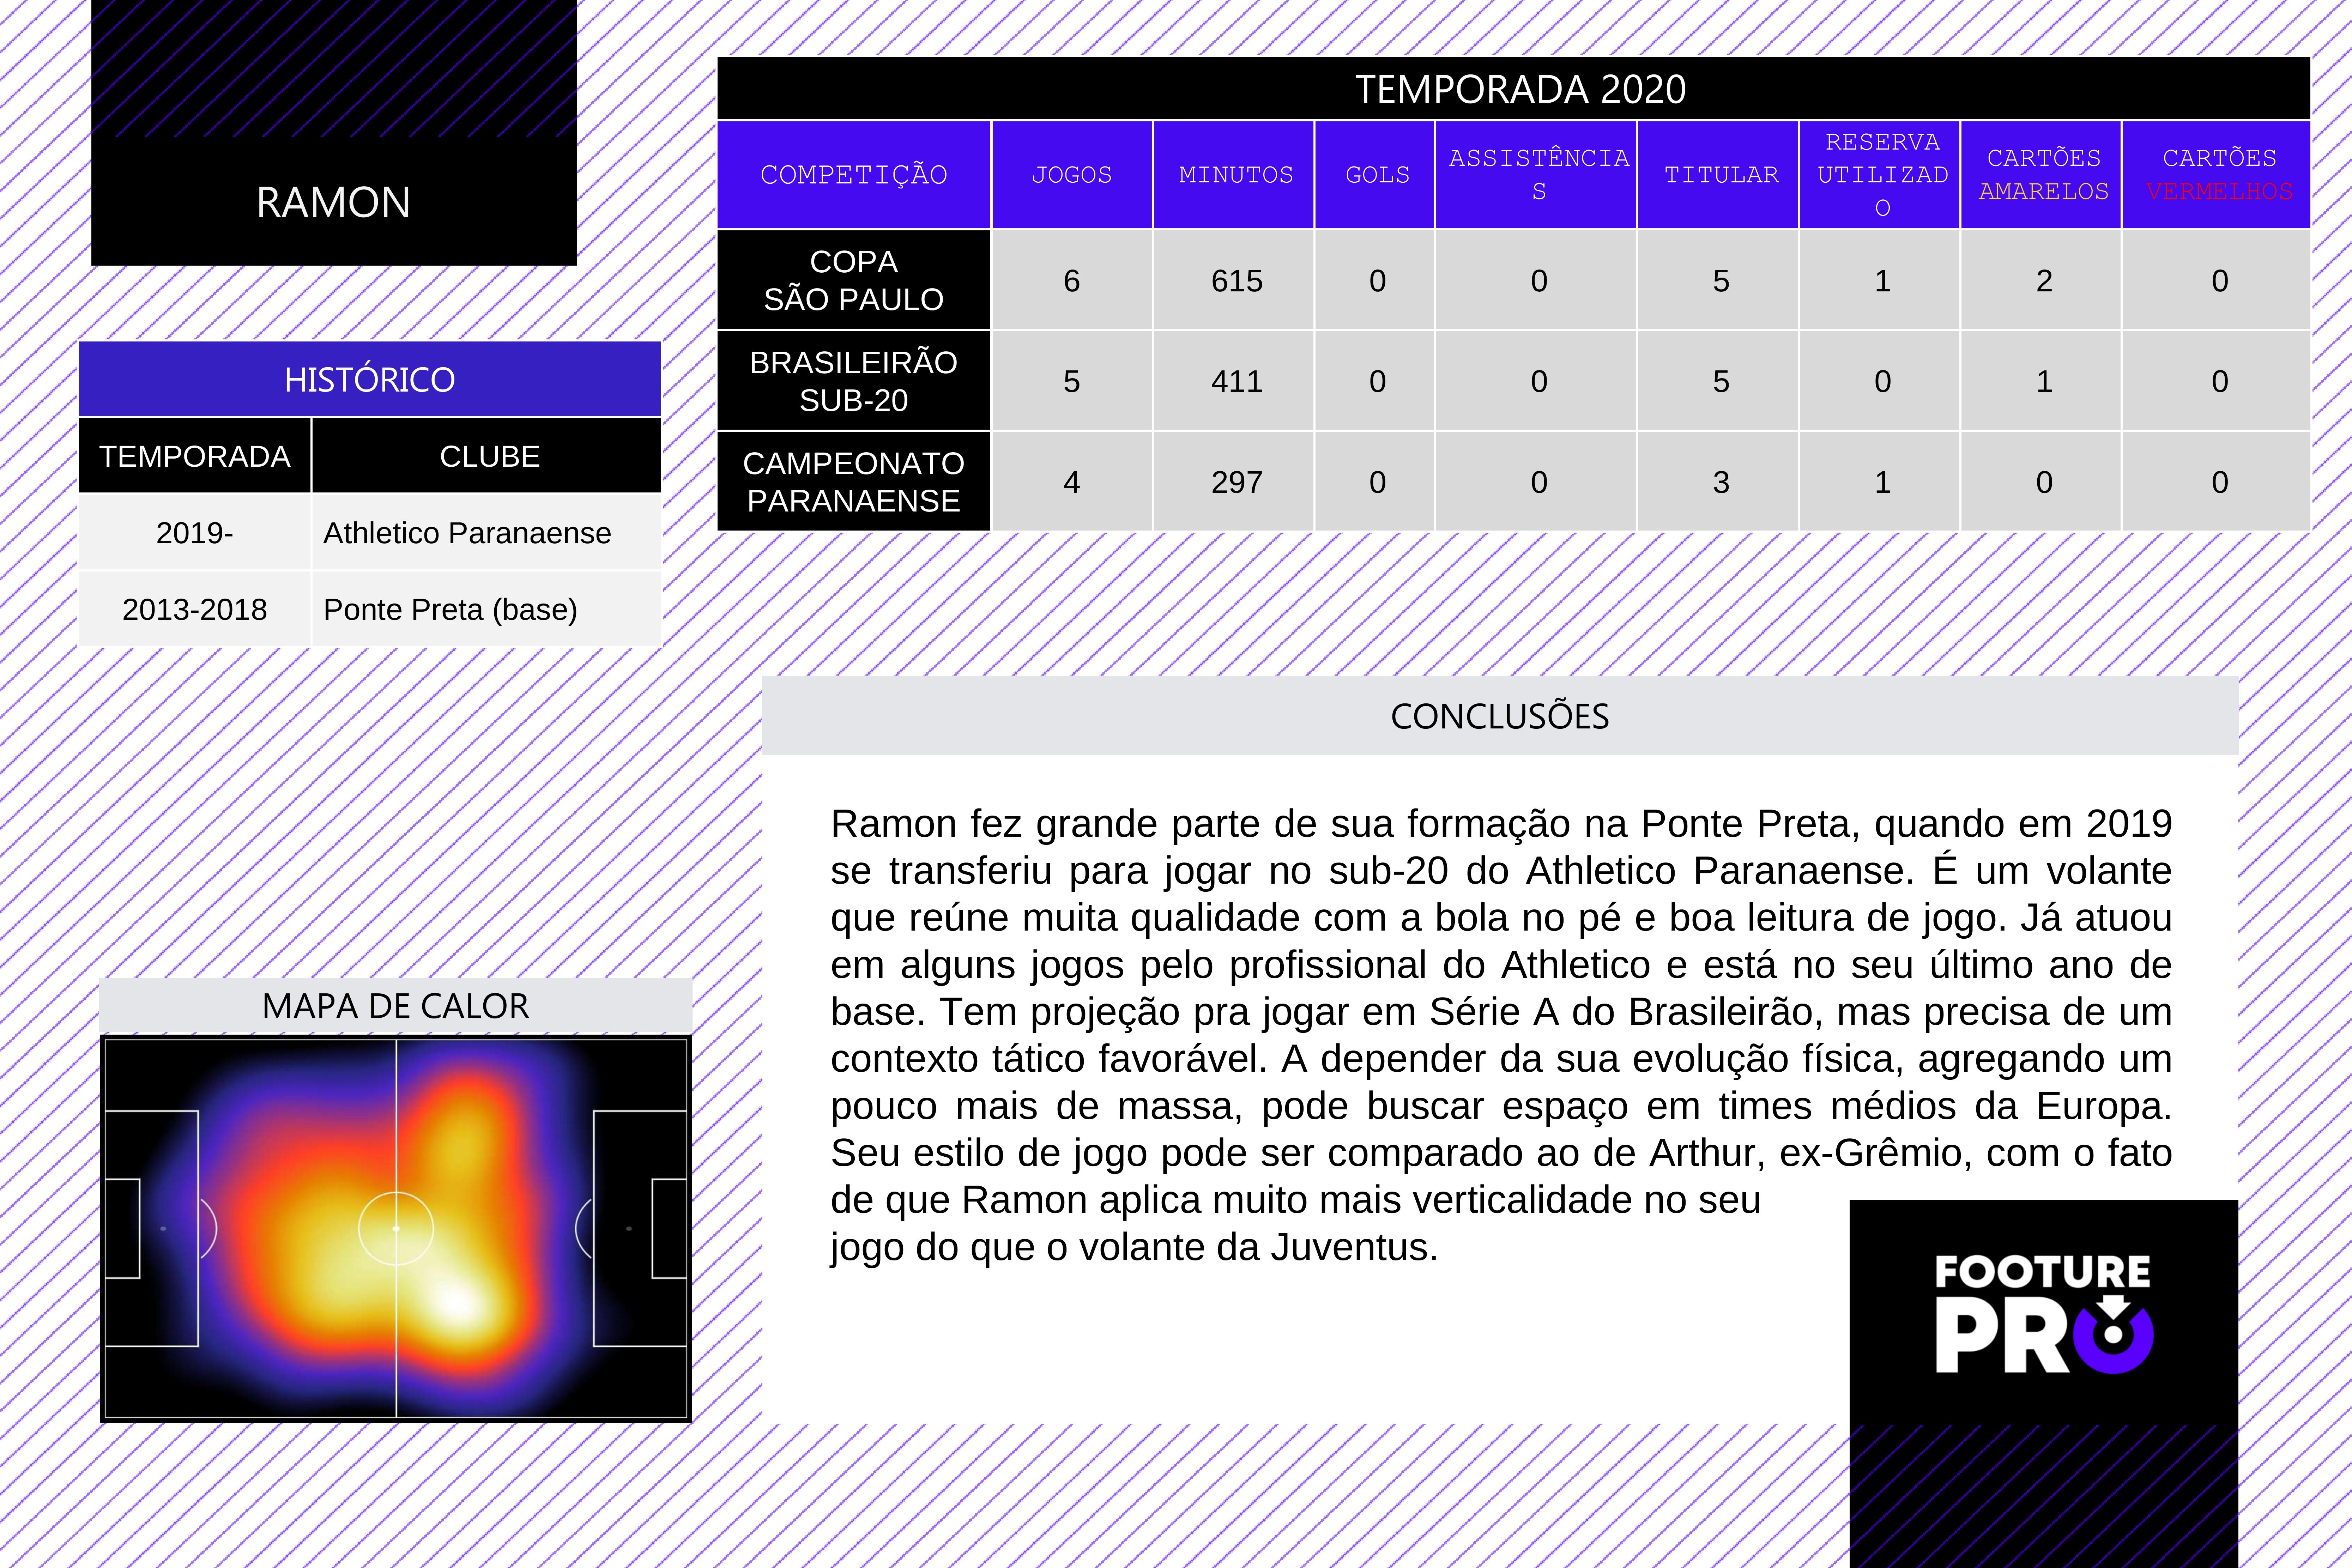 RAMON
TEMPORADA 2020
COMPETIÇÃO JOGOS MINUTOS GOLS ASSISTÊNCIA
S TITULAR RESERVA
UTILIZAD
O CARTÕES
AMARELOS CARTÕES
VERMELHOS
COPA
SÃO PAULO 6 615 0 0 5 1 2 0
BRASILEIRÃO
SUB-20 5 411 0 0 5 0 1 0
CAMPEONATO
PARANAENSE 4 297 0 0 3 1 0 0
HISTÓRICO
TEMPORADA CLUBE
2019- Athletico Paranaense
2013-2018 Ponte Preta (base)
MAPA DE CALOR
CONCLUSÕES
Ramon fez grande parte de sua formação na Ponte Preta, quando em 2019
se transferiu para jogar no sub-20 do Athletico Paranaense. É um volante
que reúne muita qualidade com a bola no pé e boa leitura de jogo. Já atuou
em alguns jogos pelo profissional do Athletico e está no seu último ano de
base. Tem projeção pra jogar em Série A do Brasileirão, mas precisa de um
contexto tático favorável. A depender da sua evolução física, agregando um
pouco mais de massa, pode buscar espaço em times médios da Europa.
Seu estilo de jogo pode ser comparado ao de Arthur, ex-Grêmio, com o fato
de que Ramon aplica muito mais verticalidade no seu
jogo do que o volante da Juventus.
FOOTURE
PRO